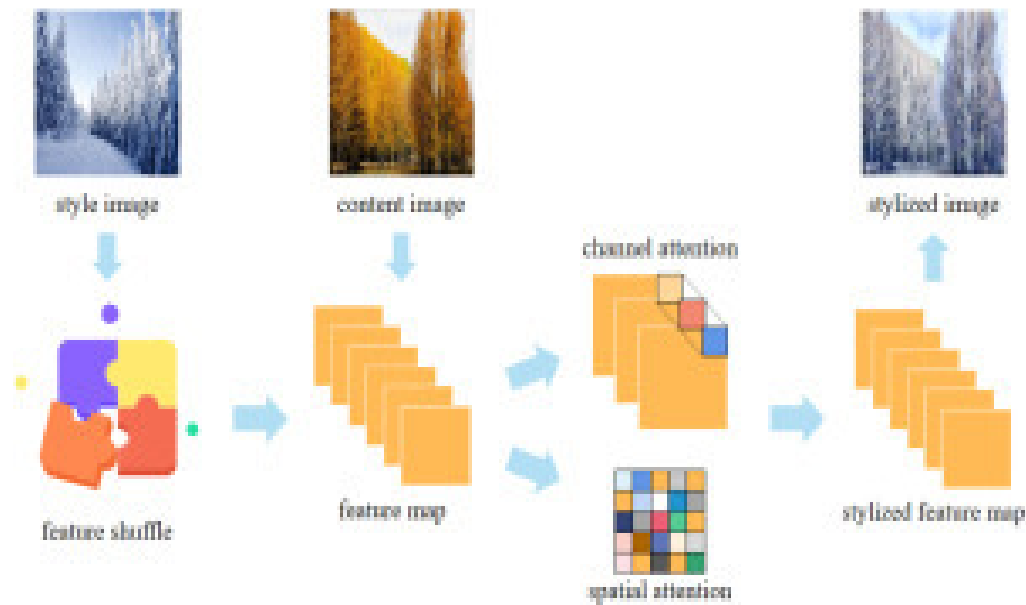 style image
content image
stylized image
channel attention
feature shuffle
feature map
spatial attention
stylized feature map